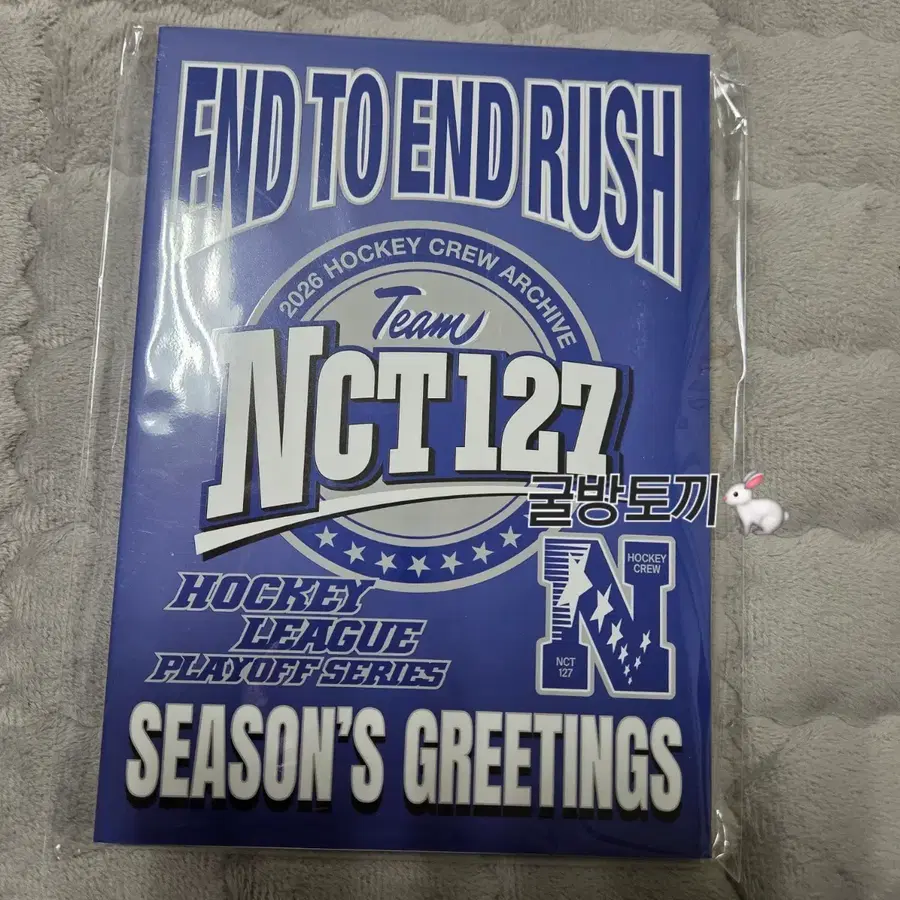 END TO END RUSH
2026 HOCKEY CREW ARCHIVE
Team
NCT 127
굴방토끼
HOCKEY
LEAGUE
PLAYOFF SERIES
HOCKEY
CREW
N
NCT
127
SEASON'S GREETINGS